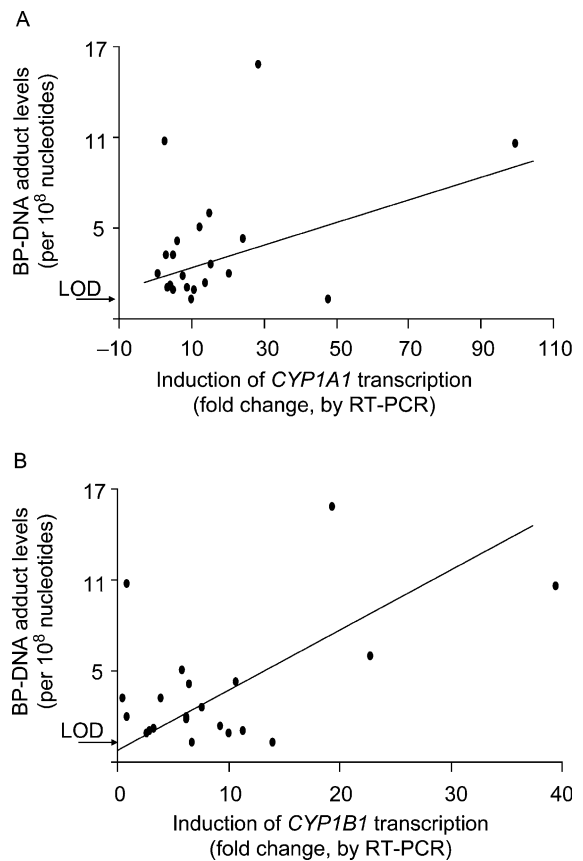 A
BP-DNA adduct levels
(per 10⁸ nucleotides)
17
11
5
LOD
–10 10 30 50 70 90 110
Induction of CYP1A1 transcription
(fold change, by RT-PCR)
B
BP-DNA adduct levels
(per 10⁸ nucleotides)
17
11
5
LOD
0 10 20 30 40
Induction of CYP1B1 transcription
(fold change, by RT-PCR)